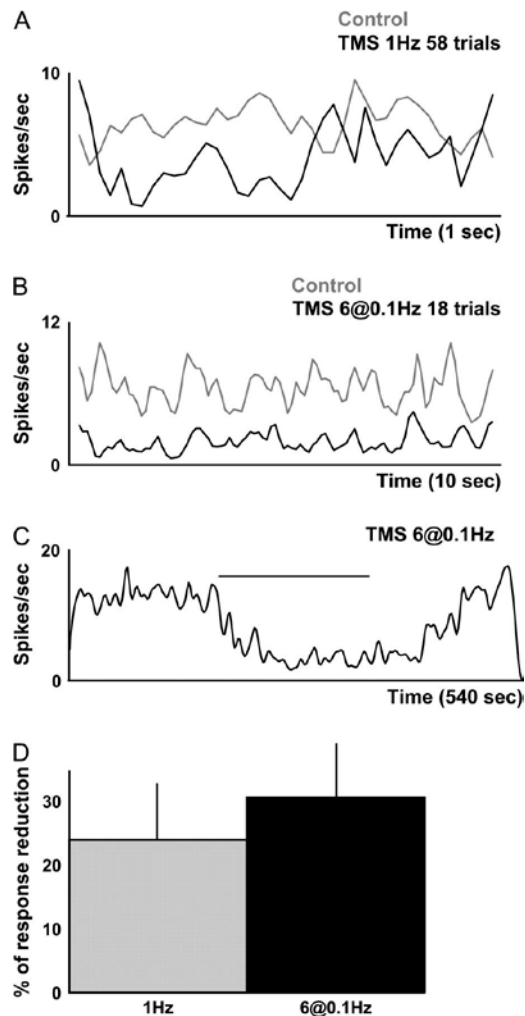 A
Control
TMS 1Hz 58 trials
10
Spikes/sec
0
Time (1 sec)
B
Control
TMS 6@0.1Hz 18 trials
12
Spikes/sec
0
Time (10 sec)
C
TMS 6@0.1Hz
20
Spikes/sec
0
Time (540 sec)
D
% of response reduction
30
20
10
0
1Hz
6@0.1Hz